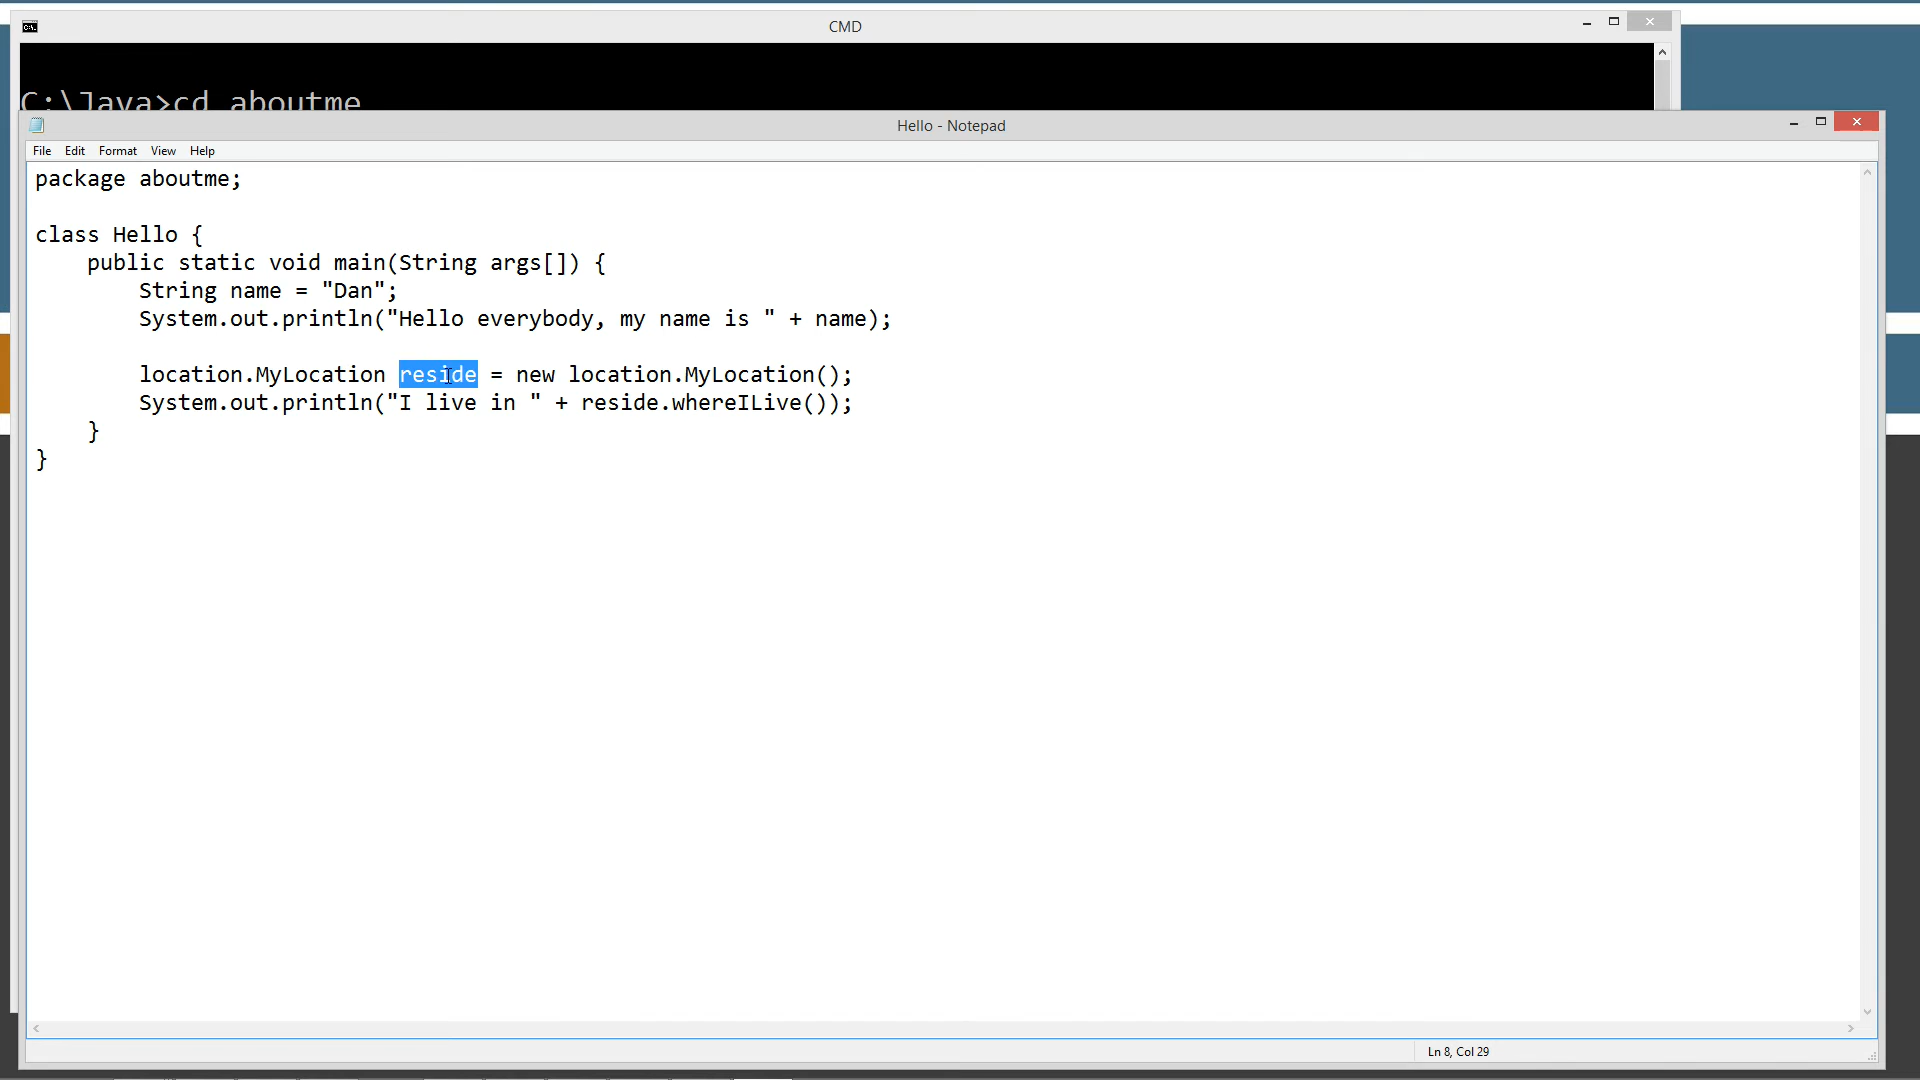 CMD
C:\Java>cd aboutme
Hello - Notepad
File Edit Format View Help
package aboutme;
class Hello {
    public static void main(String args[]) {
        String name = "Dan";
        System.out.println("Hello everybody, my name is " + name);
        location.MyLocation reside = new location.MyLocation();
        System.out.println("I live in " + reside.whereILive());
    }
}
Ln 8, Col 29